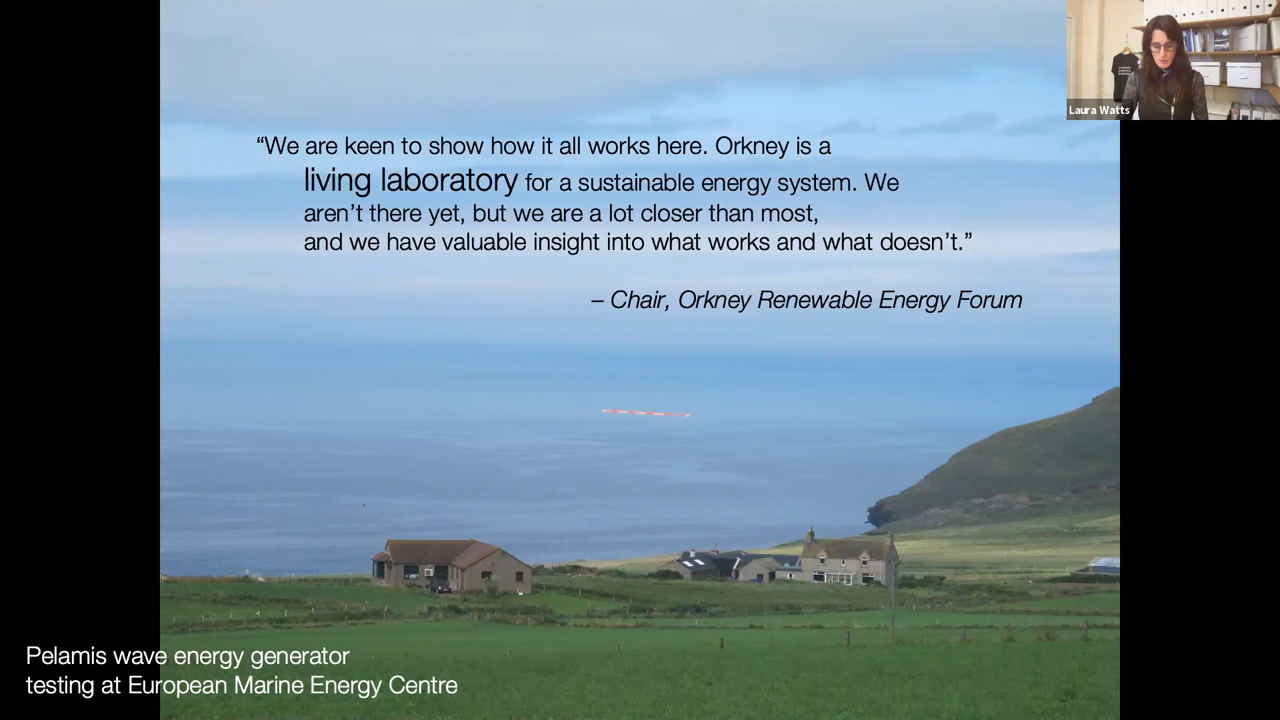 “We are keen to show how it all works here. Orkney is a
living laboratory for a sustainable energy system. We
aren’t there yet, but we are a lot closer than most,
and we have valuable insight into what works and what doesn’t.”
– Chair, Orkney Renewable Energy Forum
Laura Watts
Pelamis wave energy generator
testing at European Marine Energy Centre